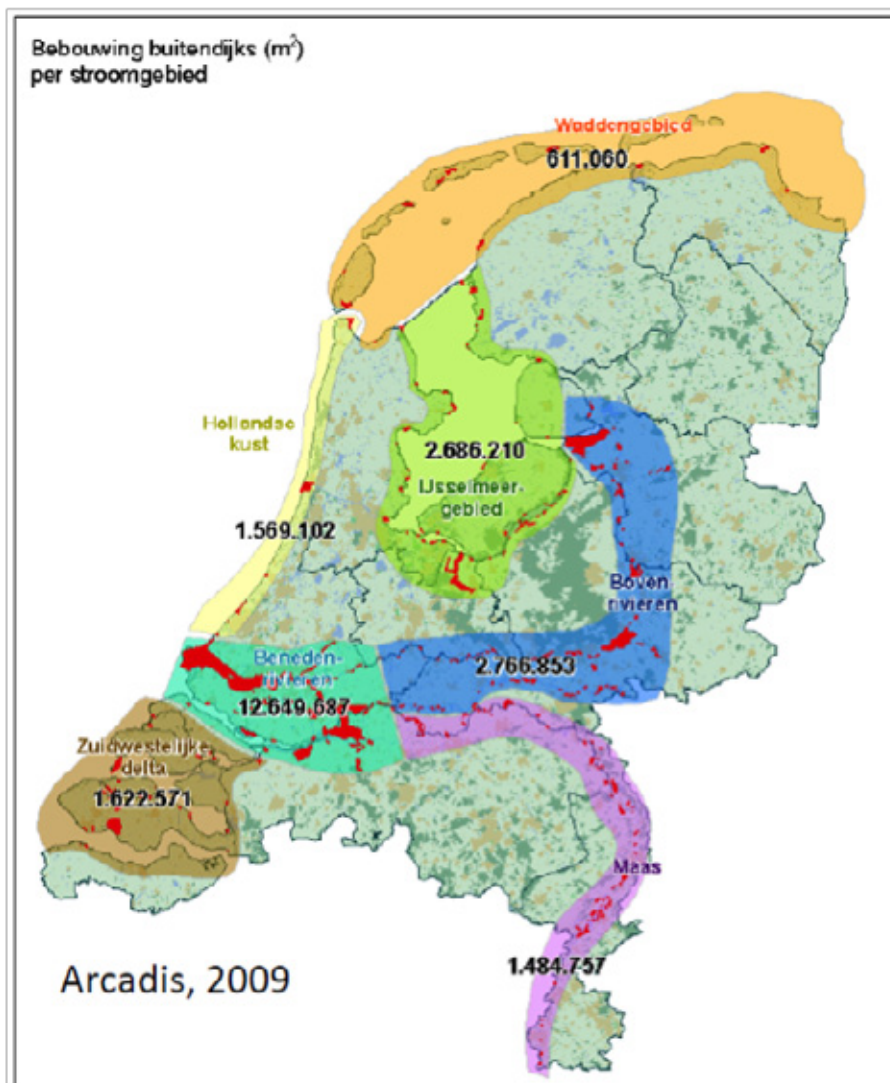 Bebouwing buitendijks (m²)
per stroomgebied
Waddengebied
611.060
Hollandse
kust
2.686.210
IJsselmeer-
gebied
1.569.102
Boven-
rivieren
Beneden-
rivieren
2.766.853
12.649.687
Zuidwestelijke
delta
1.622.571
Maas
1.484.757
Arcadis, 2009